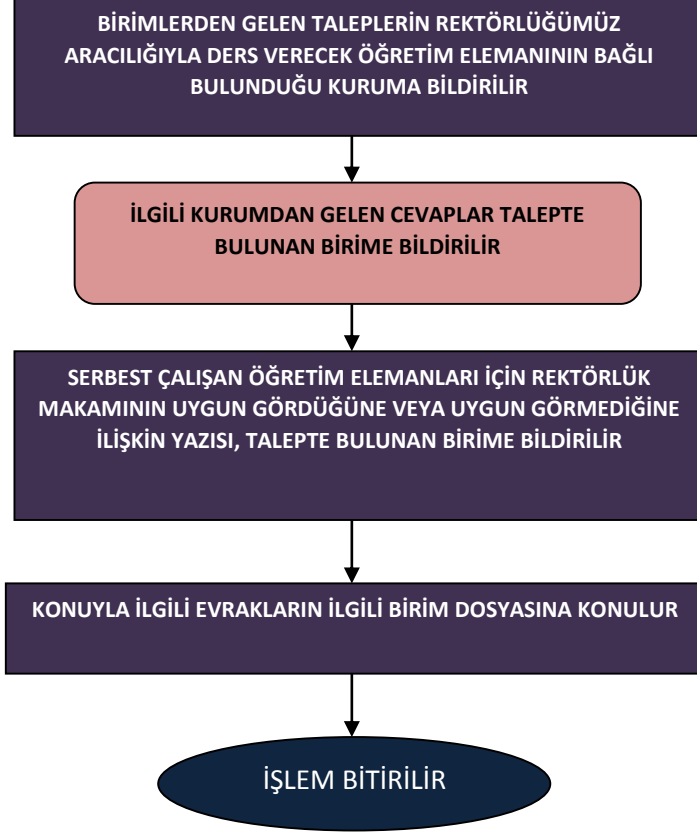 BİRİMLERDEN GELEN TALEPLERİN REKTÖRLÜĞÜMÜZ
ARACILIĞIYLA DERS VERECEK ÖĞRETİM ELEMANININ BAĞLI
BULUNDUĞU KURUMA BİLDİRİLİR
İLGİLİ KURUMDAN GELEN CEVAPLAR TALEPTE
BULUNAN BİRİME BİLDİRİLİR
SERBEST ÇALIŞAN ÖĞRETİM ELEMANLARI İÇİN REKTÖRLÜK
MAKAMININ UYGUN GÖRDÜĞÜNE VEYA UYGUN GÖRMEDİĞİNE
İLİŞKİN YAZISI, TALEPTE BULUNAN BİRİME BİLDİRİLİR
KONUYLA İLGİLİ EVRAKLARIN İLGİLİ BİRİM DOSYASINA KONULUR
İŞLEM BİTİRİLİR